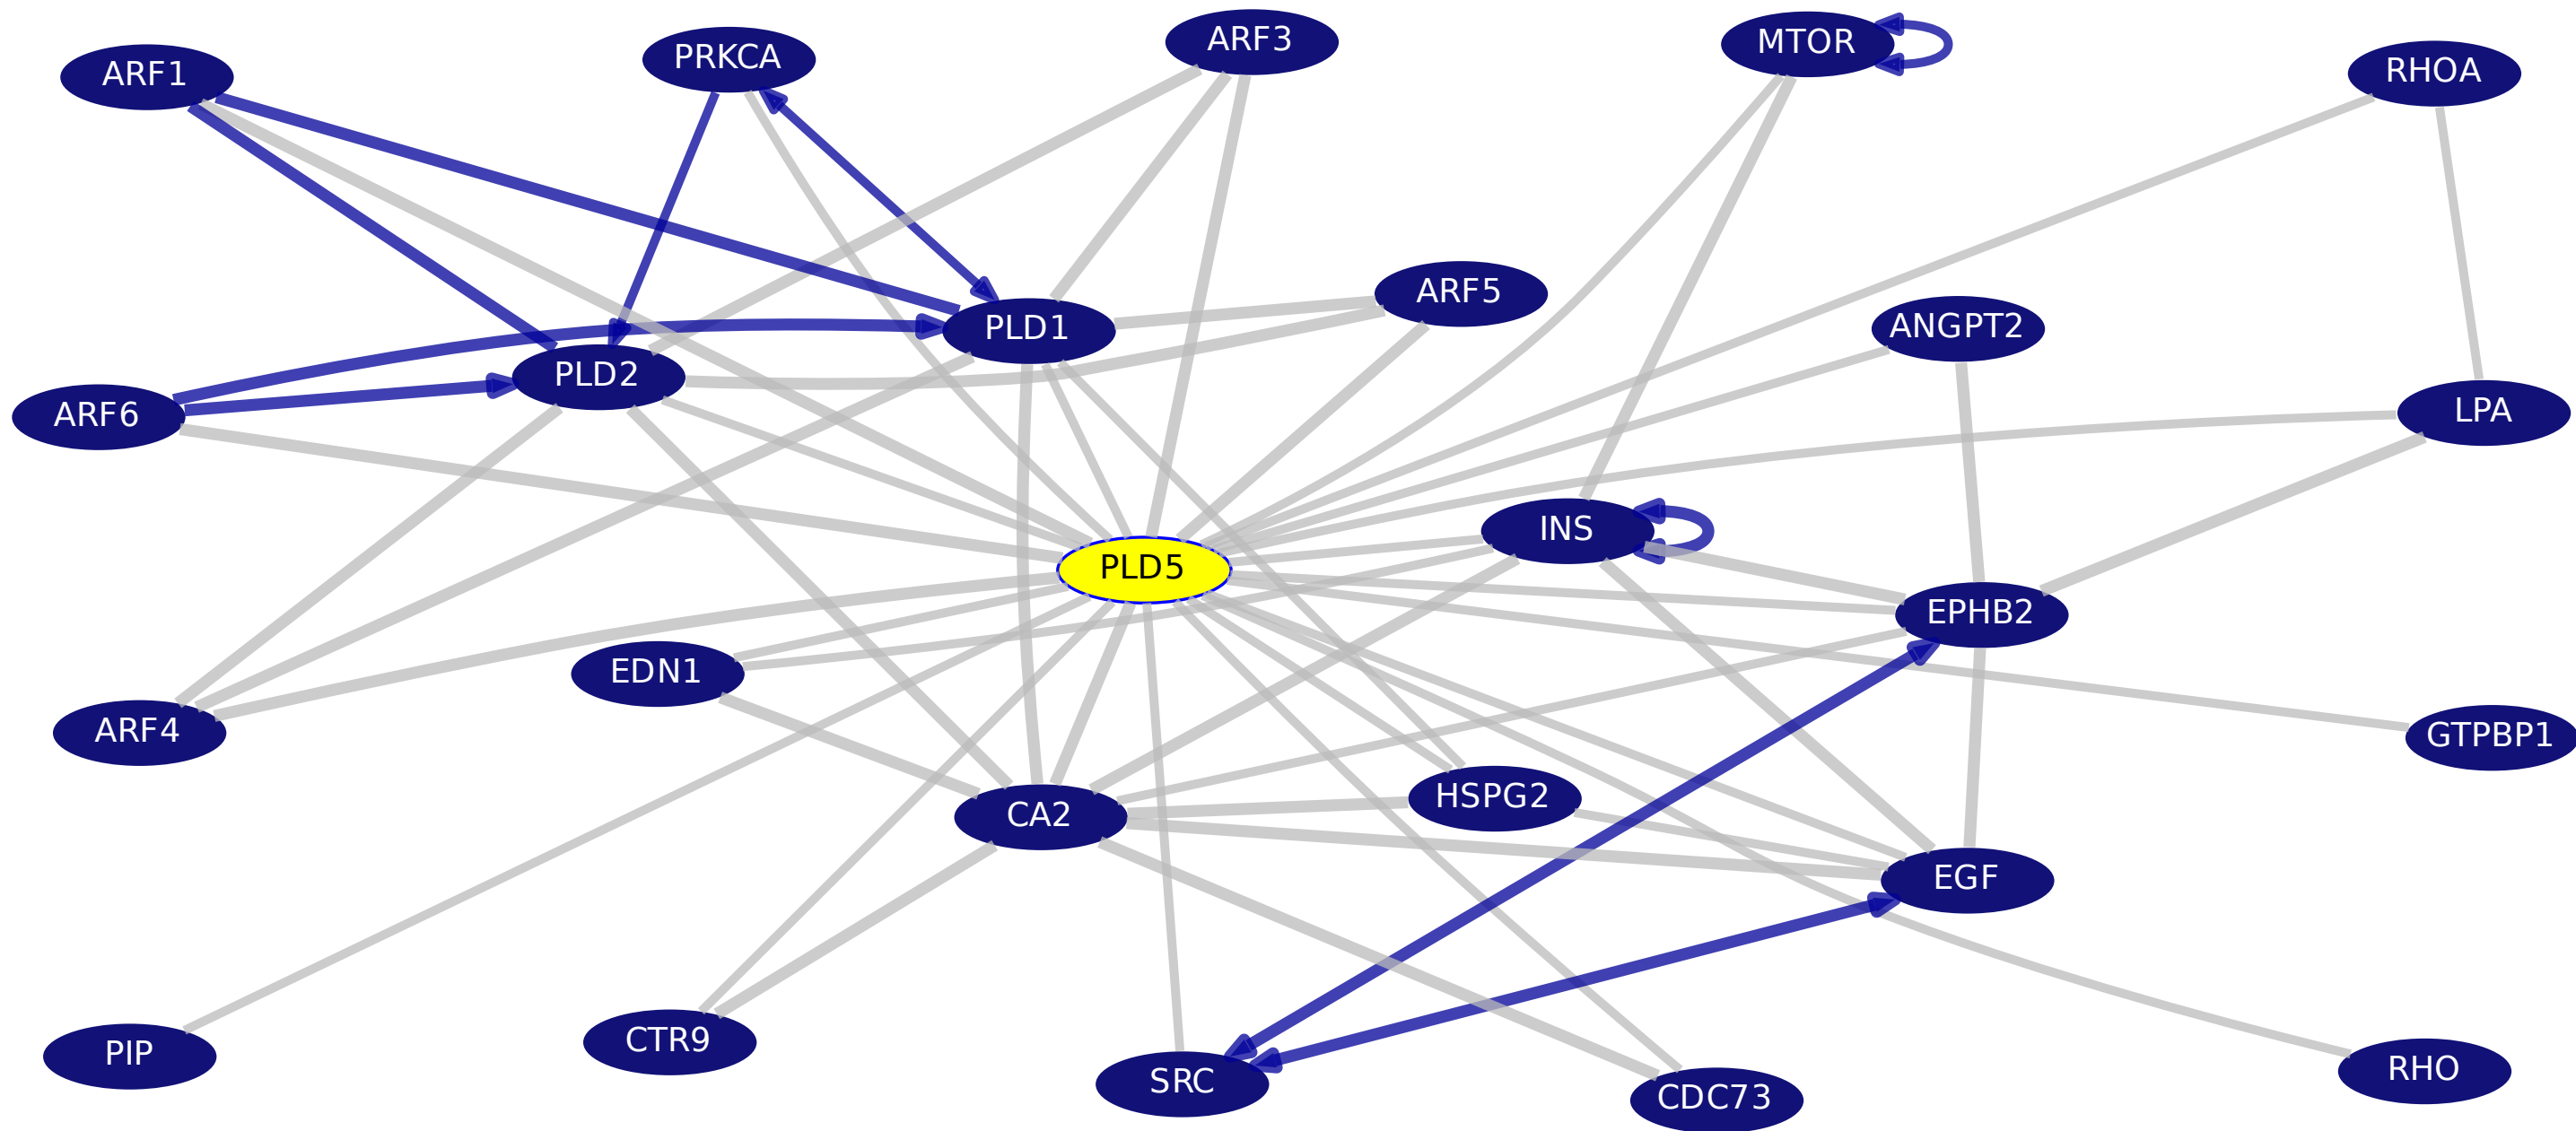 ARF3
MTOR
PRKCA
RHOA
ARF1
ARF5
ANGPT2
PLD1
PLD2
LPA
ARF6
INS
PLD5
EPHB2
EDN1
ARF4
GTPBP1
HSPG2
CA2
EGF
CTR9
PIP
RHO
SRC
CDC73